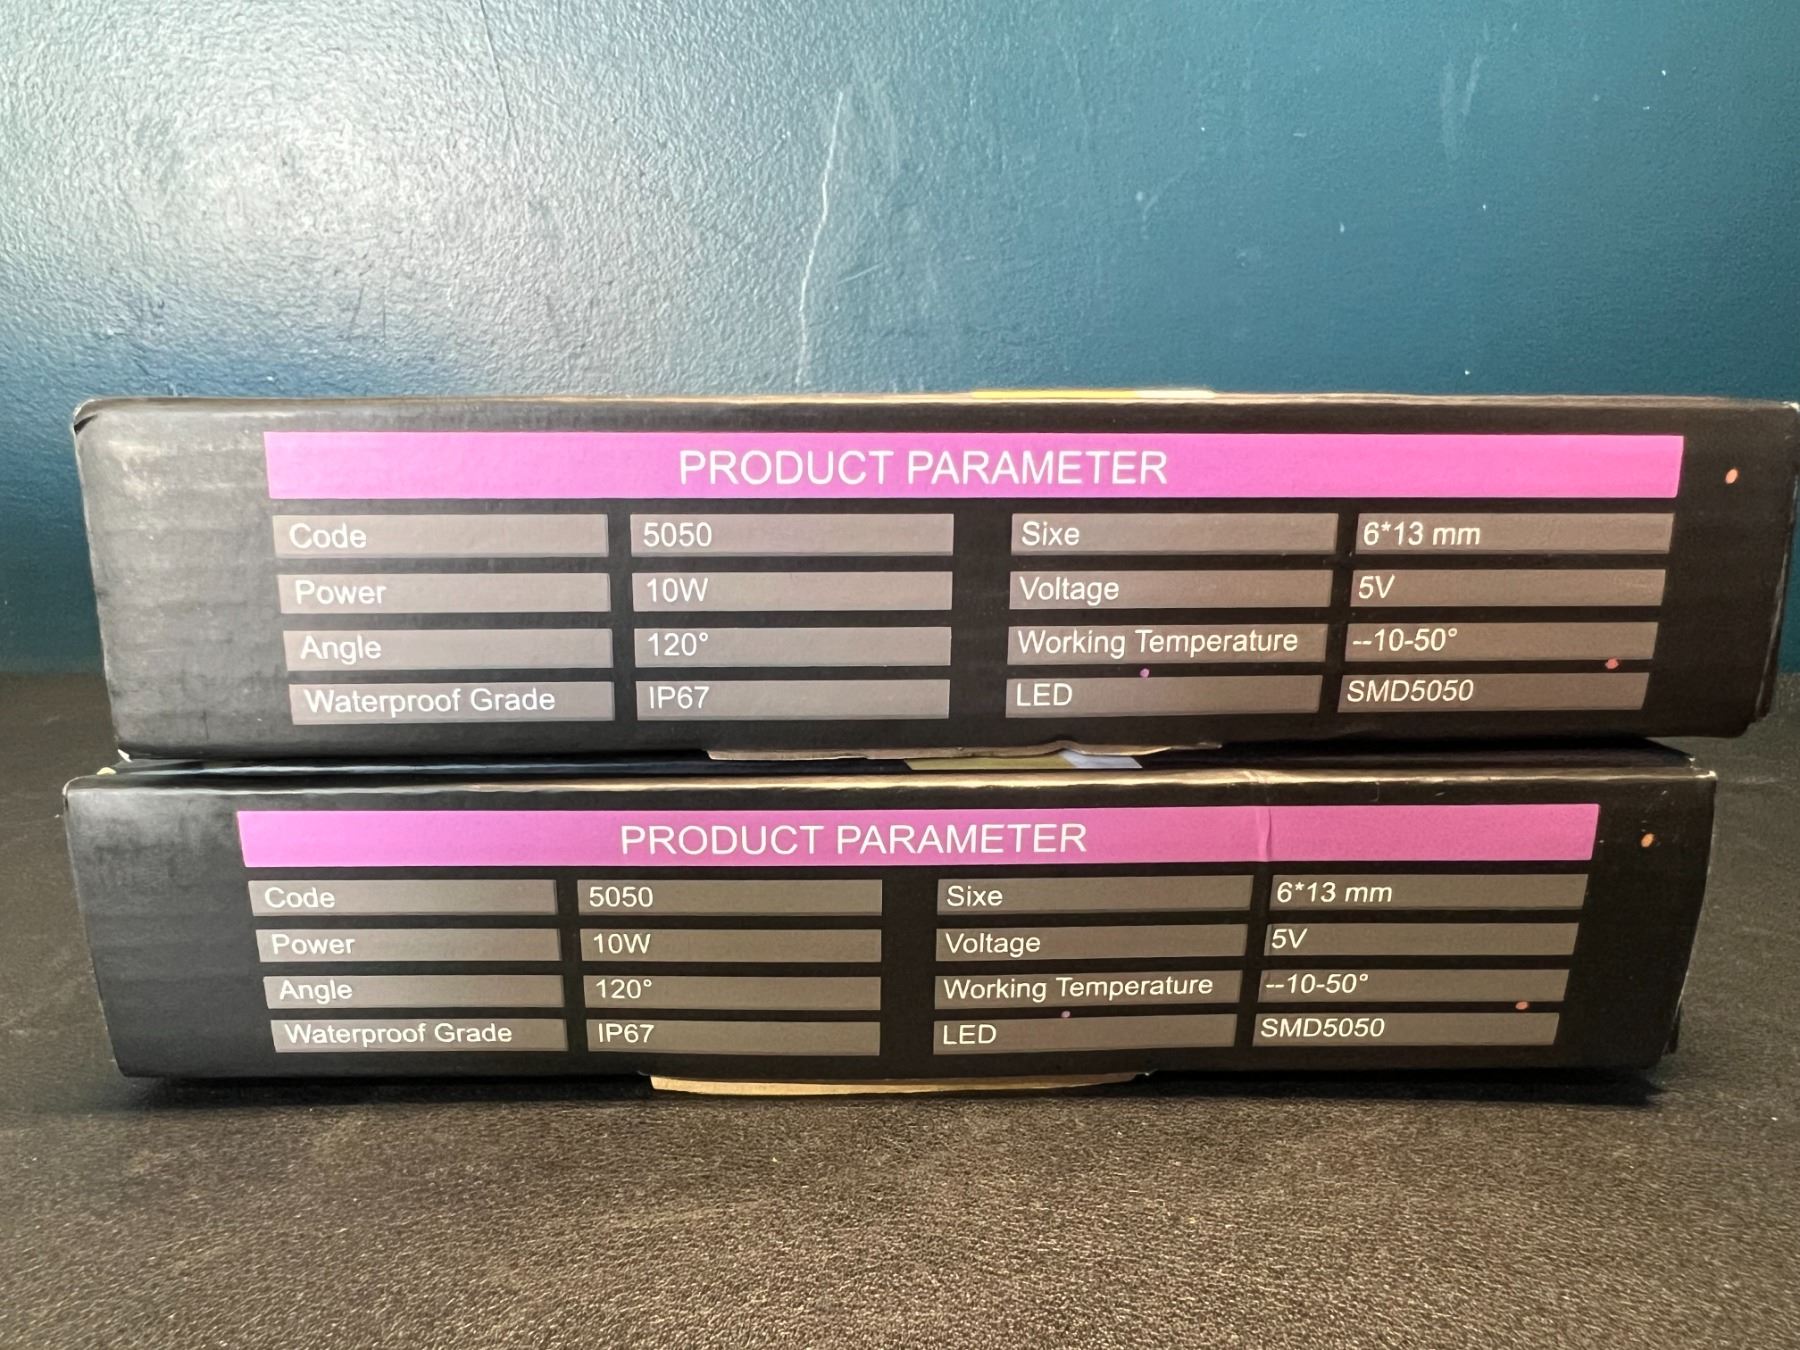 PRODUCT PARAMETER
Code 5050 Sixe 6*13 mm
Power 10W Voltage 5V
Angle 120° Working Temperature --10-50°
Waterproof Grade IP67 LED SMD5050
PRODUCT PARAMETER
Code 5050 Sixe 6*13 mm
Power 10W Voltage 5V
Angle 120° Working Temperature --10-50°
Waterproof Grade IP67 LED SMD5050